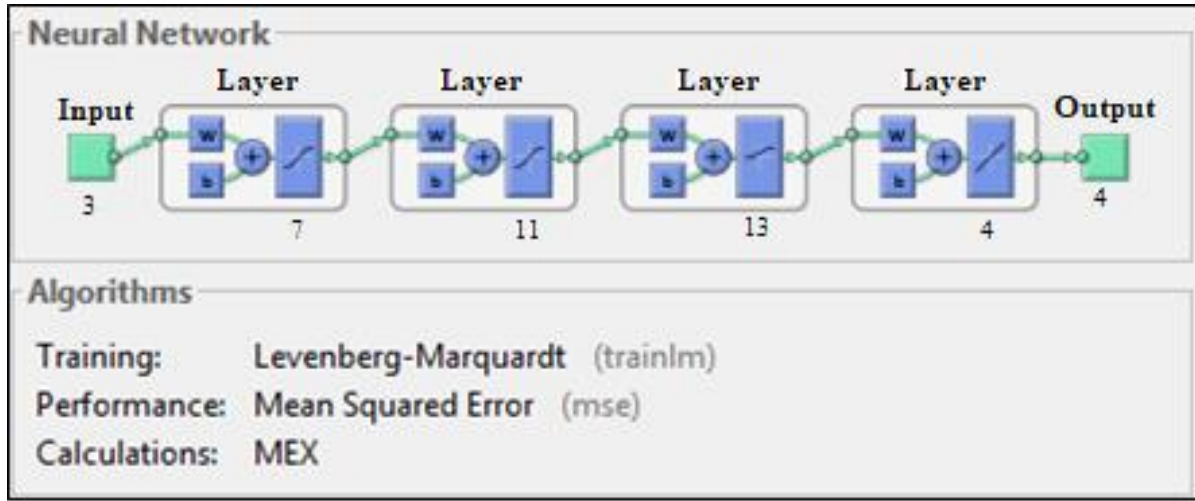 Neural Network
Layer Layer Layer Layer
Input Output
w w w w
b b b b
3 7 11 13 4 4
Algorithms
Training: Levenberg-Marquardt (trainlm)
Performance: Mean Squared Error (mse)
Calculations: MEX